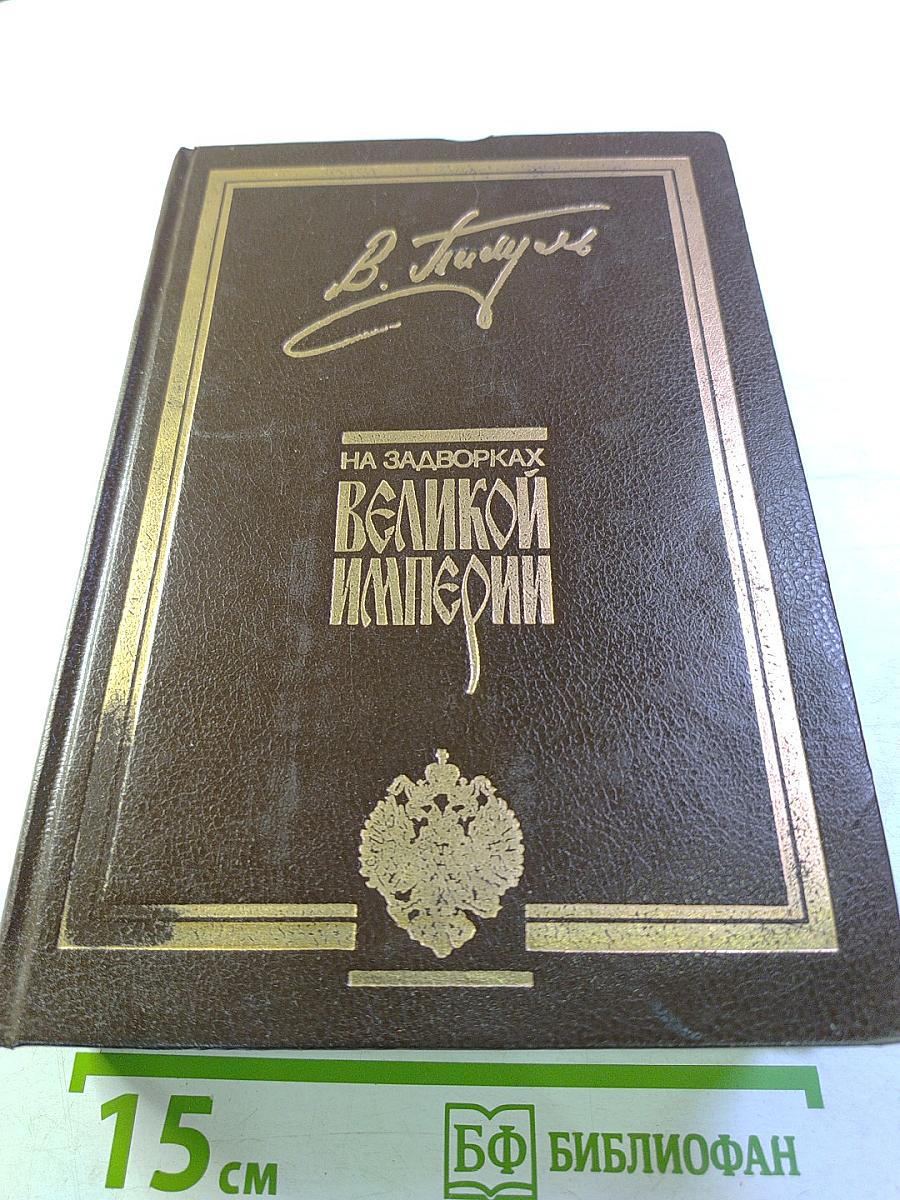 В. Пикуль
НА ЗАДВОРКАХ
ВЕЛИКОЙ
ИМПЕРИИ
15 см
БФ БИБЛИОФАН